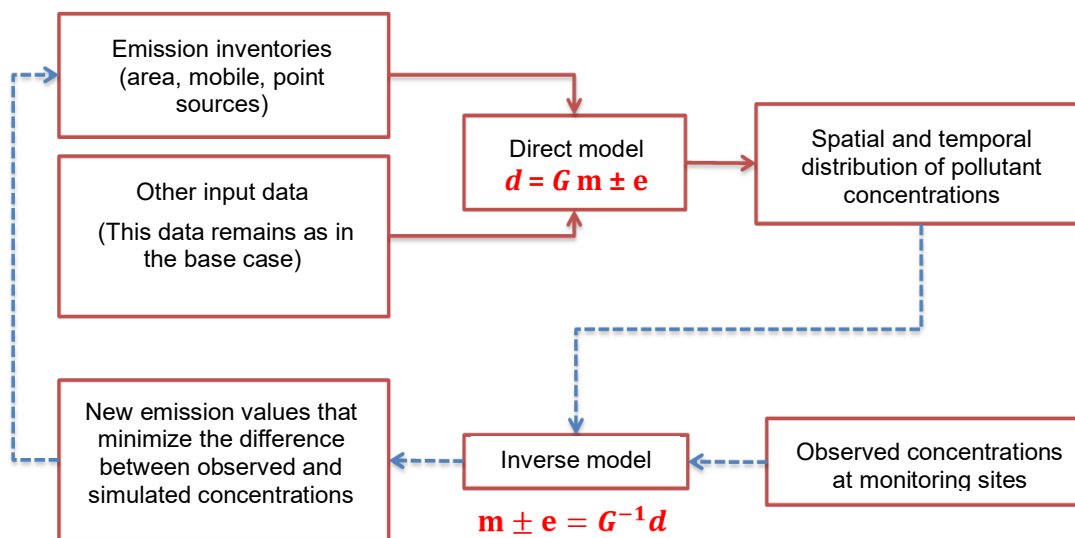 Emission inventories
(area, mobile, point
sources)
Other input data
(This data remains as in
the base case)
Direct model
d = G m ± e
Spatial and temporal
distribution of pollutant
concentrations
New emission values that
minimize the difference
between observed and
simulated concentrations
Inverse model
m ± e = G⁻¹d
Observed concentrations
at monitoring sites